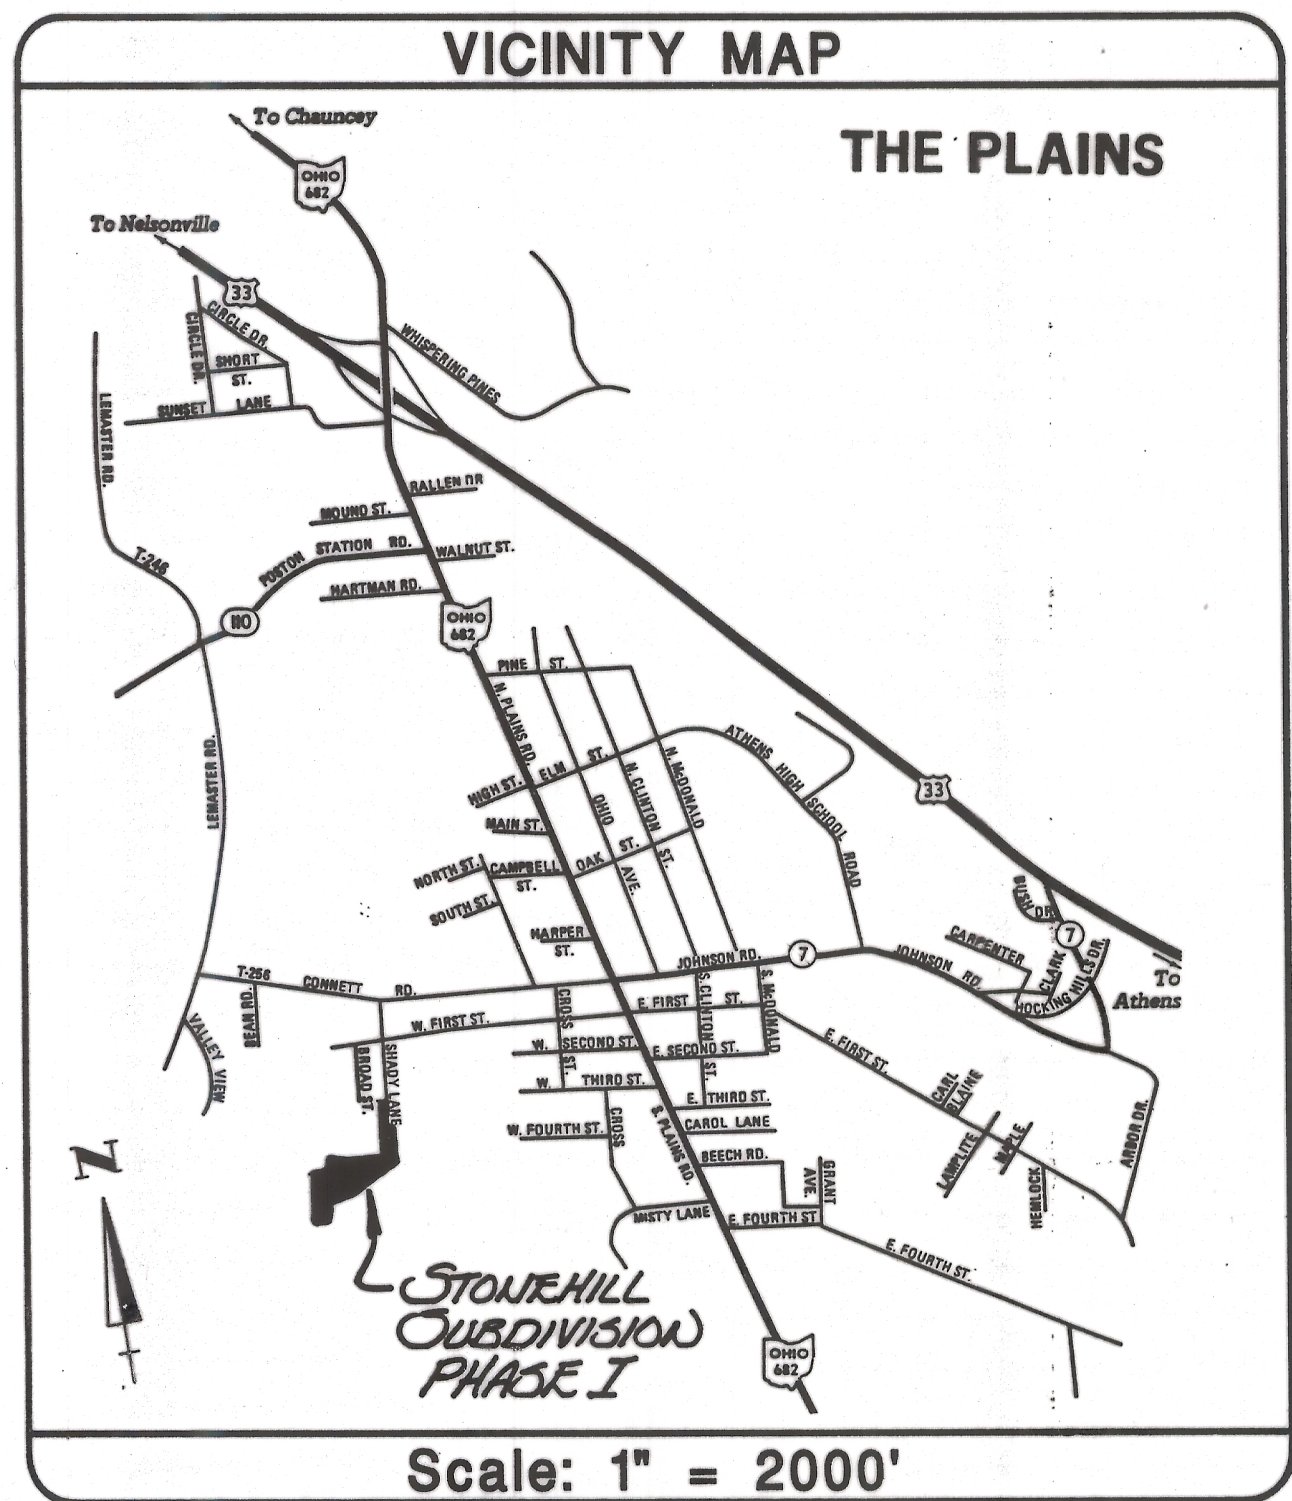 VICINITY MAP
THE PLAINS
To Chauncey
OHIO
682
To Nelsonville
33
CIRCLE DR.
CIRCLE DR.
SHORT
ST.
SUNSET LANE
WHISPERING PINES
LEMASTER RD.
RALLEN DR
MOUND ST.
POSTON STATION RD.
WALNUT ST.
T-246
HARTMAN RD.
110
OHIO
682
PINE ST.
N. PLAINS RD.
LEMASTER RD.
HIGH ST.
ELM ST.
N. McDONALD
ATHENS HIGH SCHOOL ROAD
N. CLINTON ST.
OHIO AVE.
33
MAIN ST.
OAK ST.
NORTH ST.
CAMPBELL
ST.
SOUTH ST.
HARPER
ST.
BUSH DR.
7
CARPENTER
CLARK
HOCKING HILLS DR.
JOHNSON RD.
7
JOHNSON RD.
To
Athens
T-256
CONNETT RD.
BEAN RD.
W. FIRST ST.
CROSS ST.
E. FIRST ST.
S. CLINTON ST.
S. McDONALD
VALLEY VIEW
BROAD ST.
SHADY LANE
W. SECOND ST.
E. SECOND ST.
E. FIRST ST.
W. THIRD ST.
E. THIRD ST.
CARL
BLAINE
ARBOR DR.
W. FOURTH ST.
CROSS
S. PLAINS RD.
CAROL LANE
LAMPLITE
MAPLE
BEECH RD.
GRANT
AVE.
HEMLOCK
N
MISTY LANE
E. FOURTH ST
E. FOURTH ST.
STONEHILL
SUBDIVISION
PHASE I
OHIO
682
Scale: 1" = 2000'